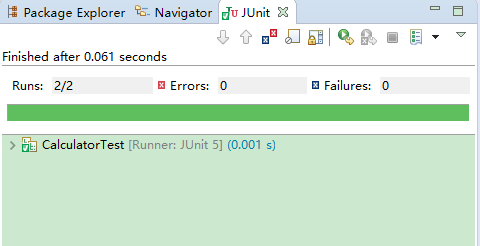 Package Explorer Navigator JUnit
Finished after 0.061 seconds
Runs: 2/2 Errors: 0 Failures: 0
CalculatorTest [Runner: JUnit 5] (0.001 s)